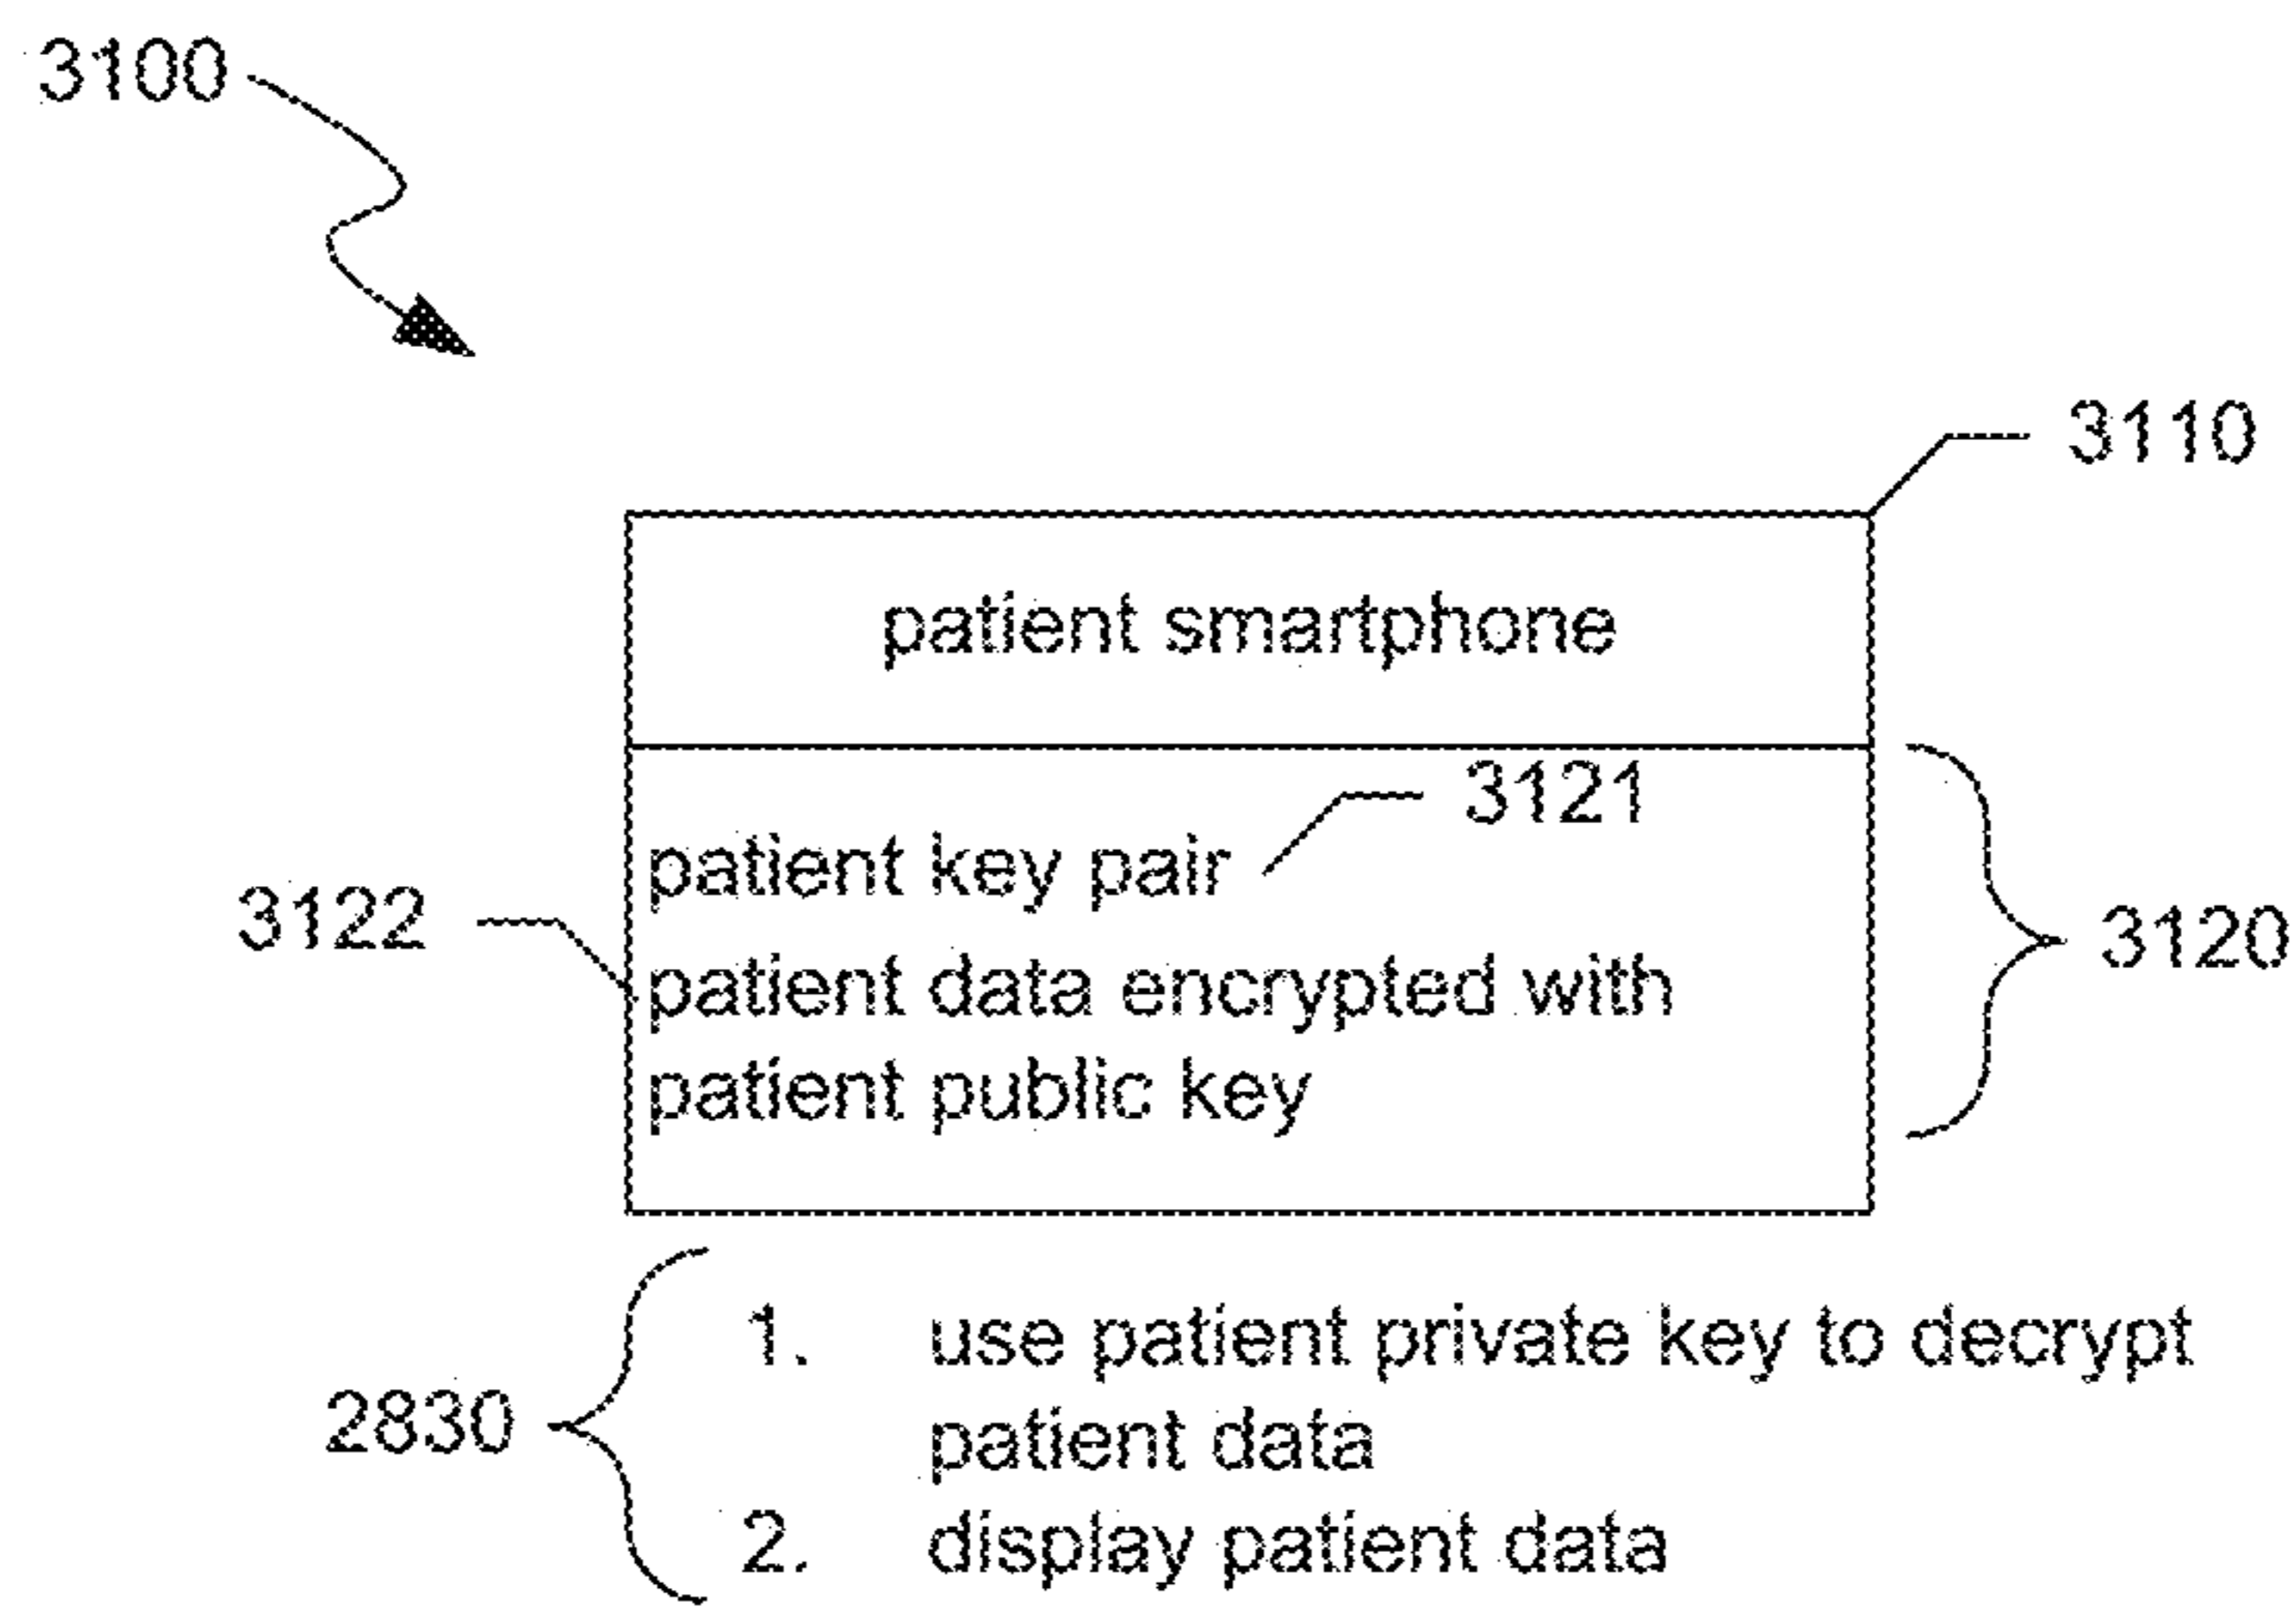 3100
3110
patient smartphone
3121
patient key pair
3122
3120
patient data encrypted with
patient public key
1. use patient private key to decrypt
2830
patient data
2. display patient data